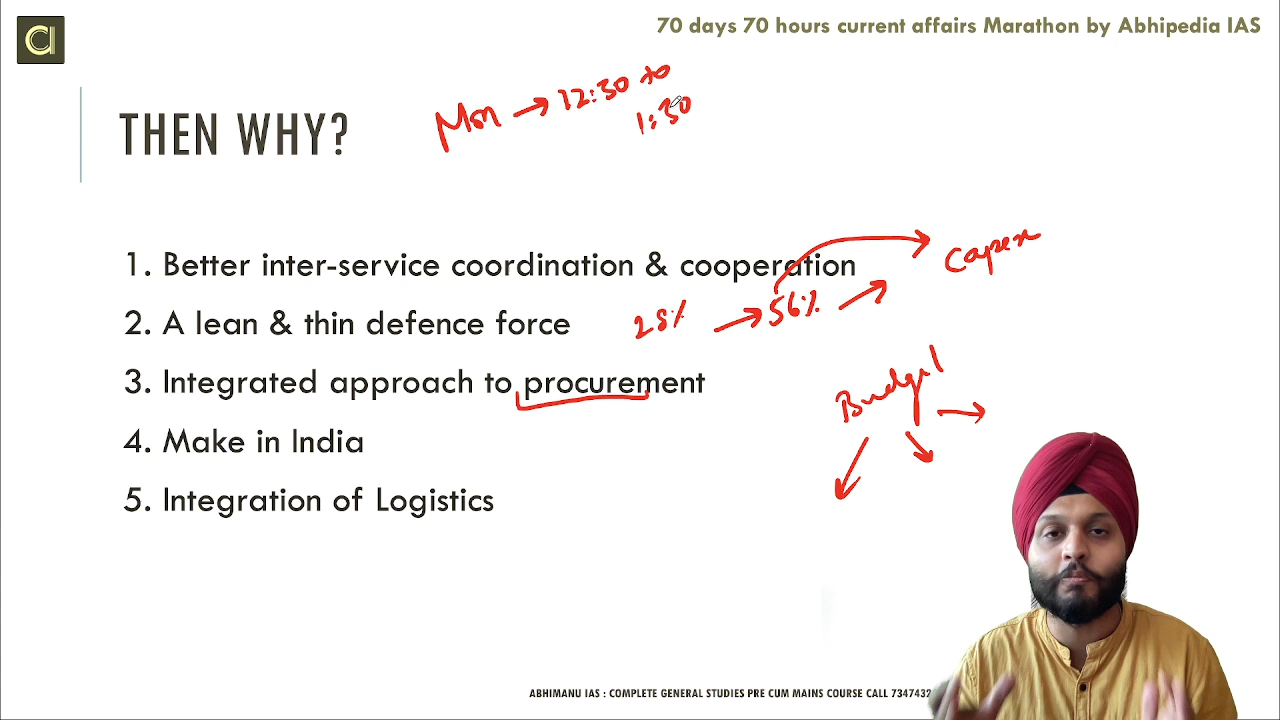 70 days 70 hours current affairs Marathon by Abhipedia IAS
Mon → 12:30 to
1:30
THEN WHY?
1. Better inter-service coordination & cooperation
Capex
2. A lean & thin defence force
28% → 56% →
3. Integrated approach to procurement
Budget
4. Make in India
5. Integration of Logistics
ABHIMANU IAS : COMPLETE GENERAL STUDIES PRE CUM MAINS COURSE CALL 7347432